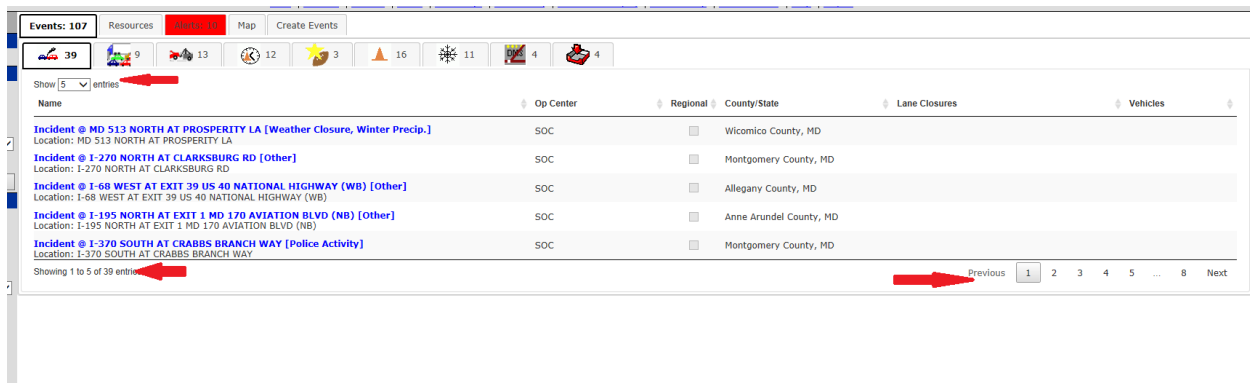 Events: 107 Resources Alerts: 10 Map Create Events
39 9 13 12 3 16 11 DMS 4 4
Show 5 entries
Name Op Center Regional County/State Lane Closures Vehicles
Incident @ MD 513 NORTH AT PROSPERITY LA [Weather Closure, Winter Precip.]
Location: MD 513 NORTH AT PROSPERITY LA
SOC Wicomico County, MD
Incident @ I-270 NORTH AT CLARKSBURG RD [Other]
Location: I-270 NORTH AT CLARKSBURG RD
SOC Montgomery County, MD
Incident @ I-68 WEST AT EXIT 39 US 40 NATIONAL HIGHWAY (WB) [Other]
Location: I-68 WEST AT EXIT 39 US 40 NATIONAL HIGHWAY (WB)
SOC Allegany County, MD
Incident @ I-195 NORTH AT EXIT 1 MD 170 AVIATION BLVD (NB) [Other]
Location: I-195 NORTH AT EXIT 1 MD 170 AVIATION BLVD (NB)
SOC Anne Arundel County, MD
Incident @ I-370 SOUTH AT CRABBS BRANCH WAY [Police Activity]
Location: I-370 SOUTH AT CRABBS BRANCH WAY
SOC Montgomery County, MD
Showing 1 to 5 of 39 entries
Previous 1 2 3 4 5 ... 8 Next